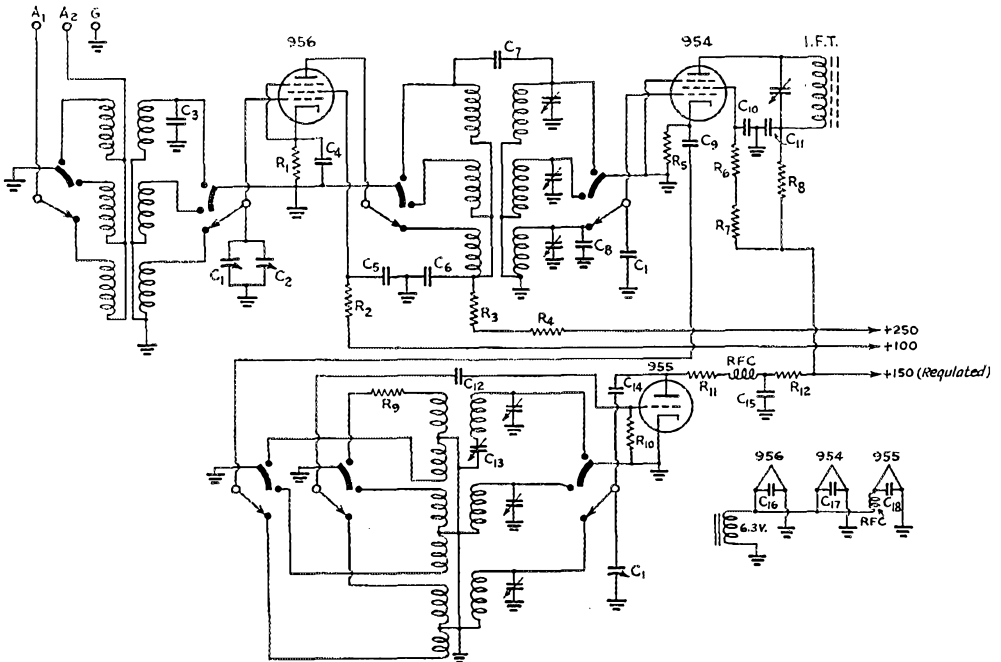 A1 A2 G
956
C7
954
I.F.T.
C3
C4
R1
C10
C11
R5
C9
R6
R8
R7
C1
C2
C5
C6
C8
C1
R2
R3
R4
+250
+100
+150 (Regulated)
RFC
955
C12
C14
R11
R12
C15
R9
R10
C13
C1
956 954 955
C16 C17 C18
6.3V.
RFC